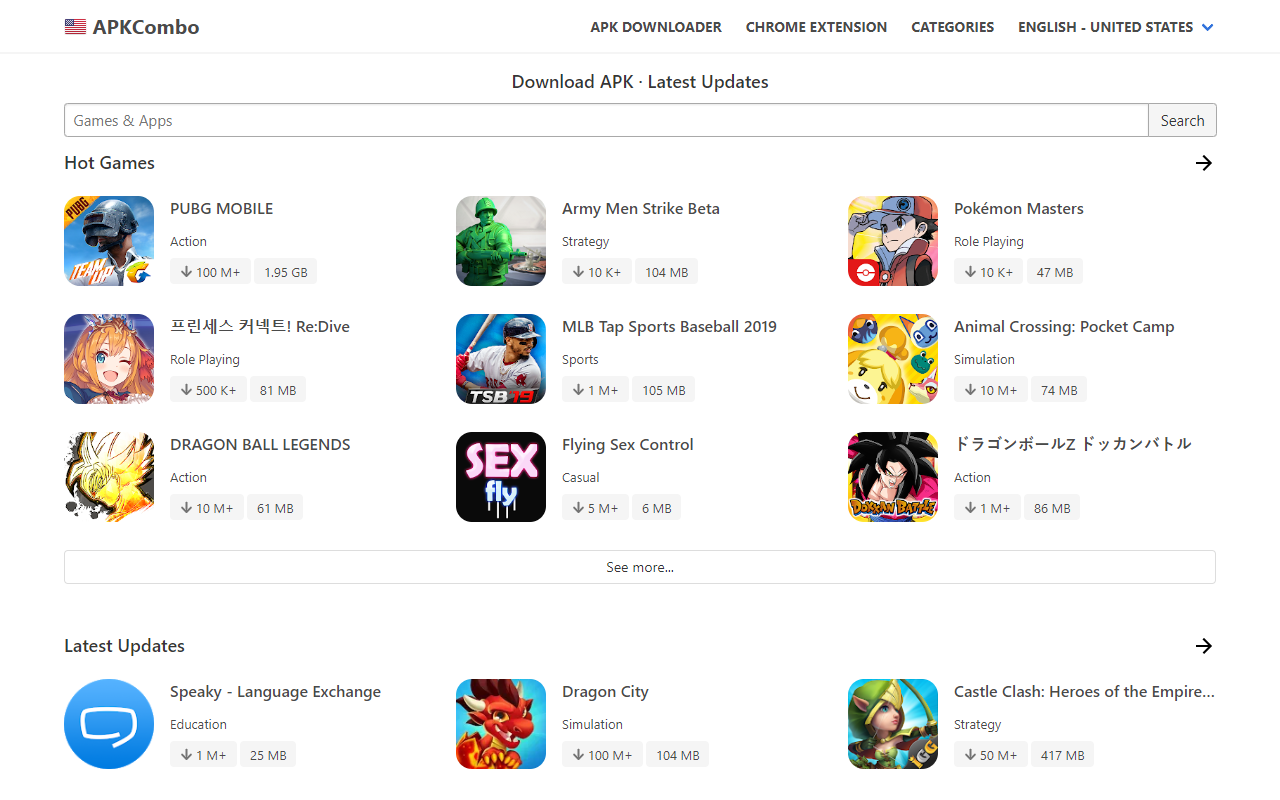 APKCombo
APK DOWNLOADER CHROME EXTENSION CATEGORIES ENGLISH - UNITED STATES
Download APK · Latest Updates
Games & Apps Search
Hot Games
PUBG
TEAM UP
PUBG MOBILE
Action
100 M+ 1.95 GB
Army Men Strike Beta
Strategy
10 K+ 104 MB
Pokémon Masters
Role Playing
10 K+ 47 MB
프린세스 커넥트! Re:Dive
Role Playing
500 K+ 81 MB
TSB 19
MLB Tap Sports Baseball 2019
Sports
1 M+ 105 MB
Animal Crossing: Pocket Camp
Simulation
10 M+ 74 MB
DRAGON BALL LEGENDS
Action
10 M+ 61 MB
SEX
fly
Flying Sex Control
Casual
5 M+ 6 MB
DOKKAN BATTLE
ドラゴンボールZ ドッカンバトル
Action
1 M+ 86 MB
See more...
Latest Updates
Speaky - Language Exchange
Education
1 M+ 25 MB
Dragon City
Simulation
100 M+ 104 MB
IGG
Castle Clash: Heroes of the Empire...
Strategy
50 M+ 417 MB